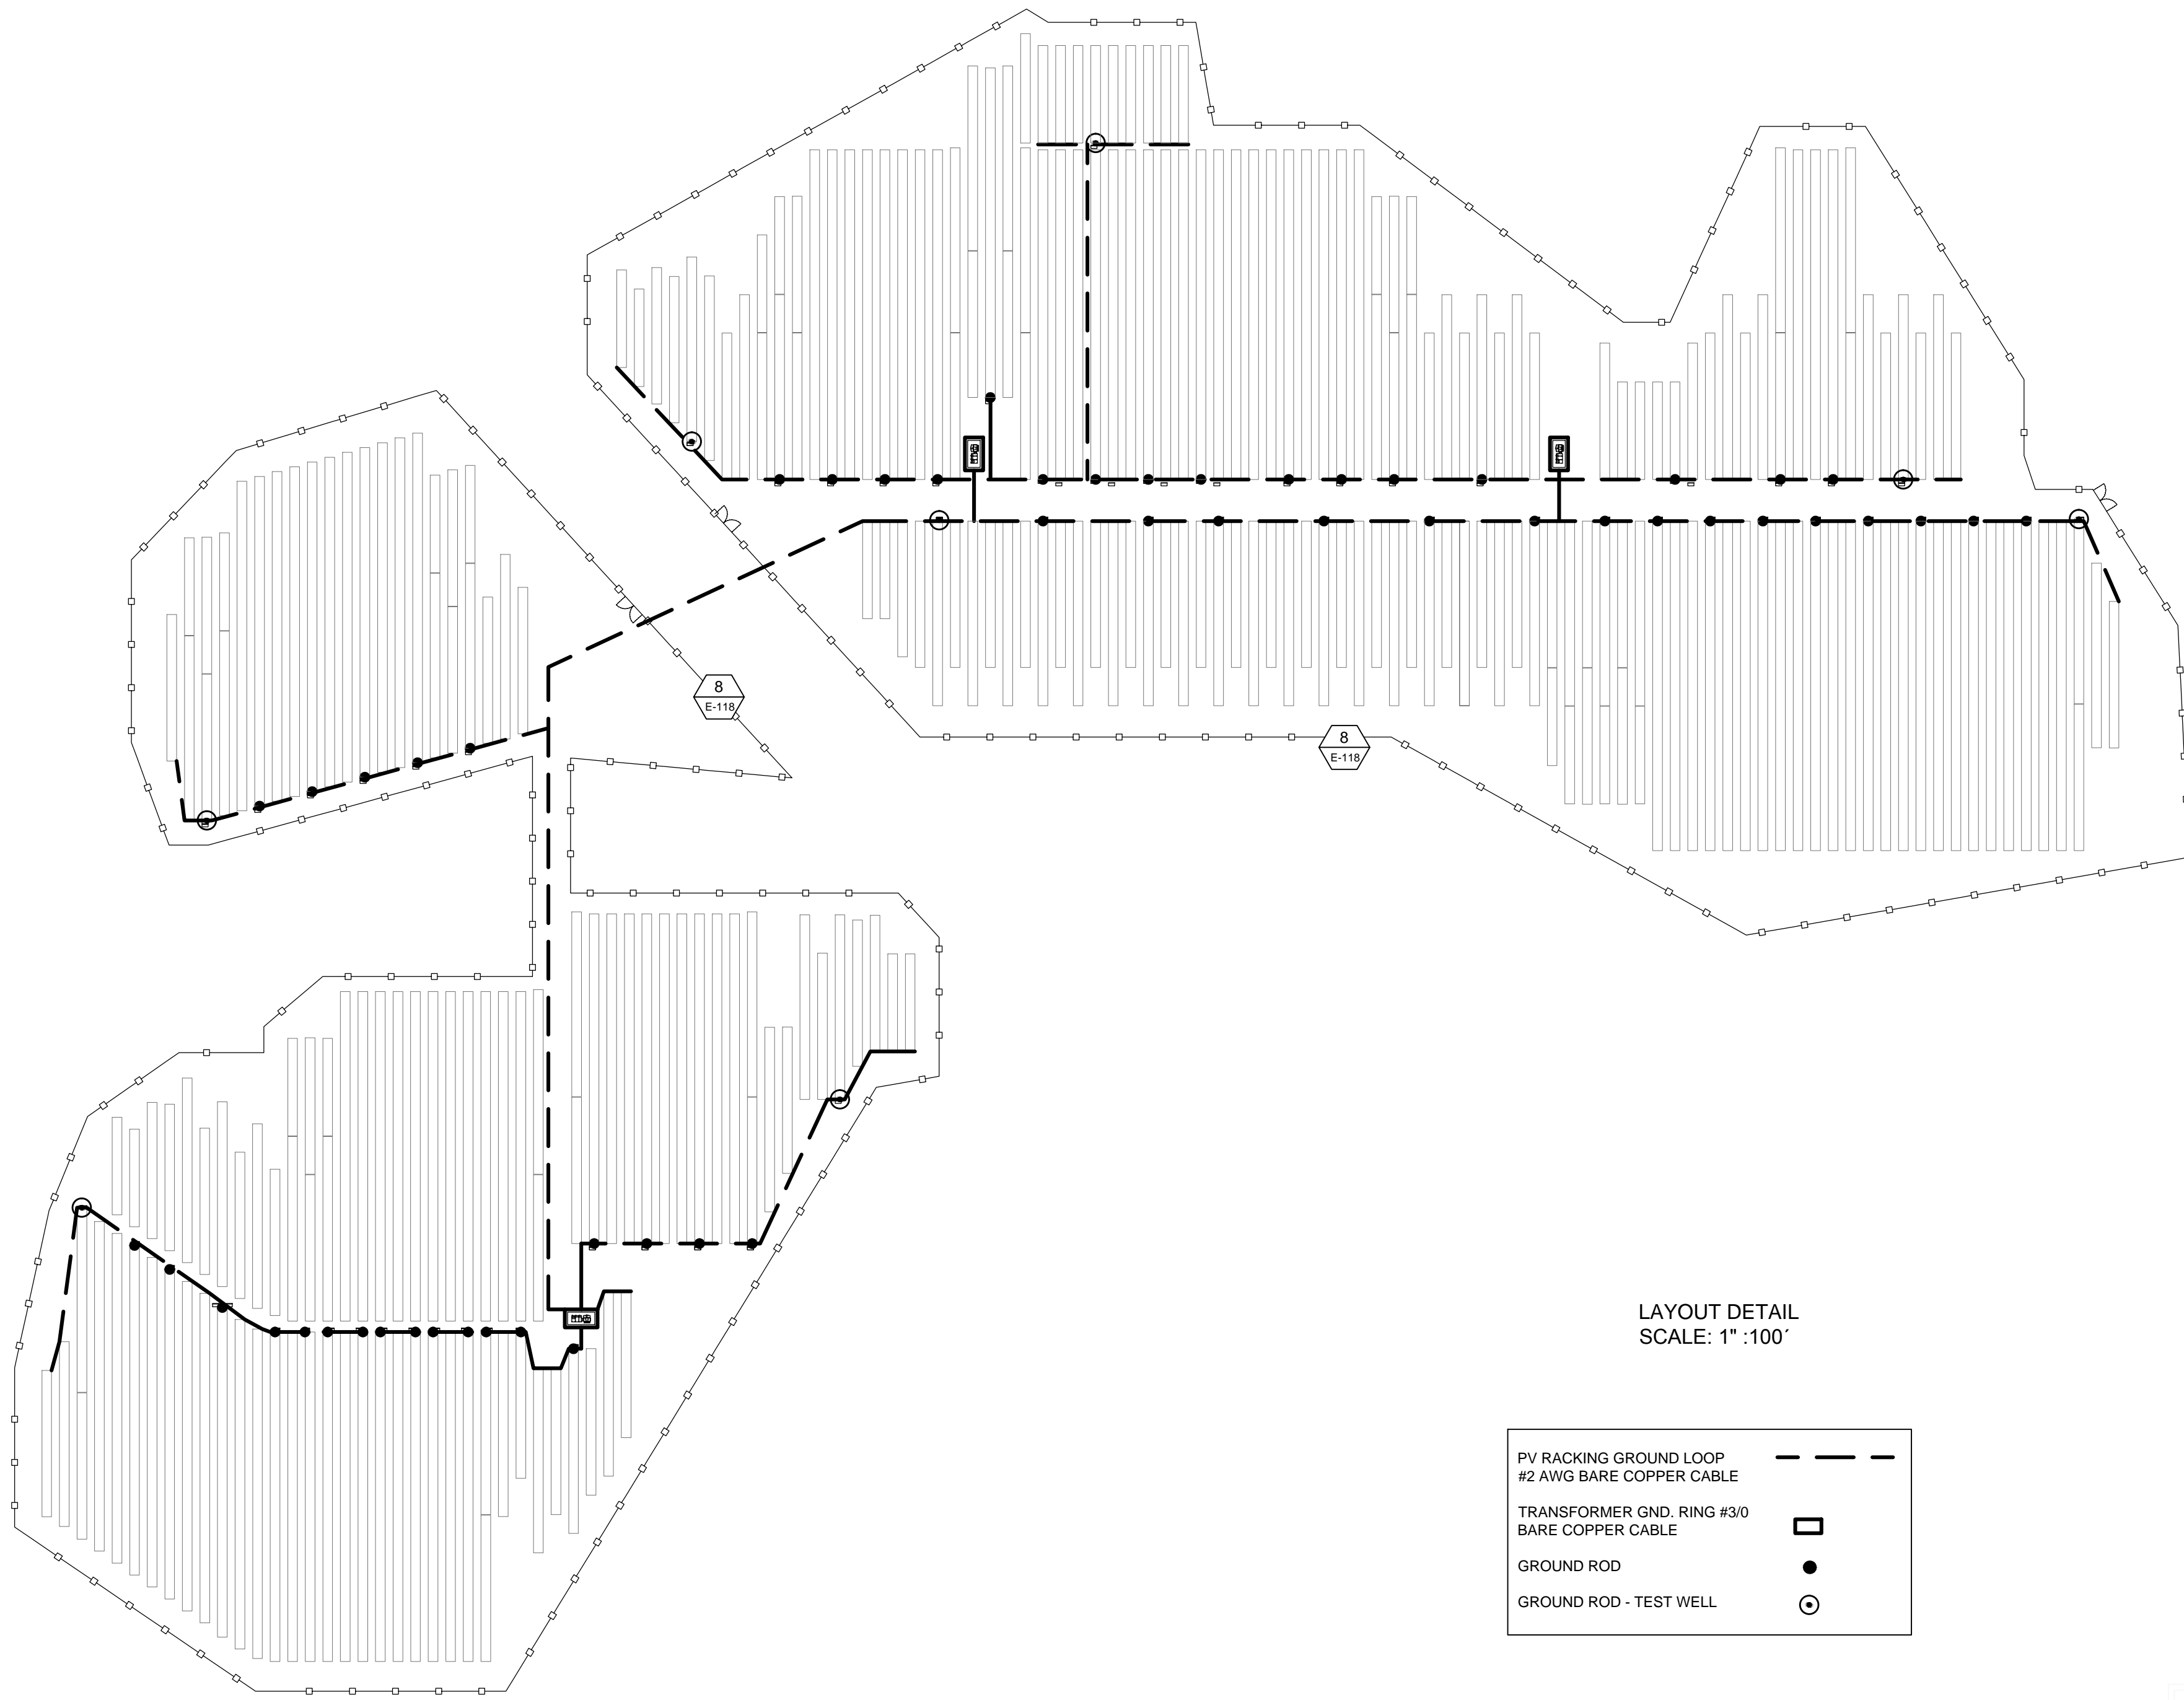 8
E-118
8
E-118
LAYOUT DETAIL
SCALE: 1" :100´
PV RACKING GROUND LOOP
#2 AWG BARE COPPER CABLE
TRANSFORMER GND. RING #3/0
BARE COPPER CABLE
GROUND ROD
GROUND ROD - TEST WELL